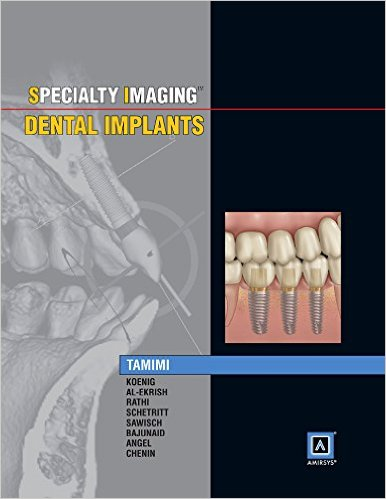 SPECIALTY IMAGING™
DENTAL IMPLANTS
TAMIMI
KOENIG
AL-EKRISH
RATHI
SCHETRITT
SAWISCH
BAJUNAID
ANGEL
CHENIN
A
AMIRSYS®